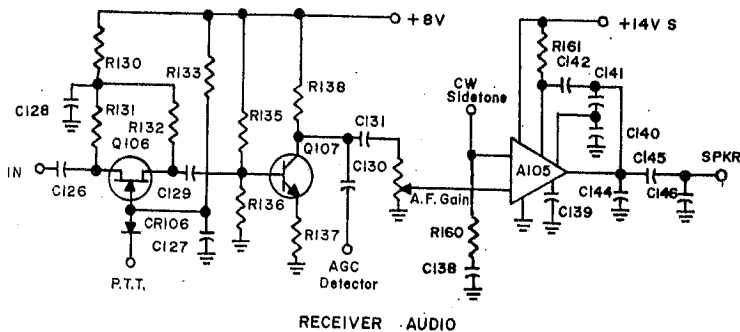 +8V
+14V S
R130
R133
R161
C142
C141
R138
CW
Sidetone
C128
R131
R132
R135
C131
C140
Q106
Q107
C130
A105
C145
SPKR
IN
C126
C129
R136
A.F. Gain
C139
C144
C146
CR106
C127
R137
R160
C138
P.T.T.
AGC
Detector
RECEIVER AUDIO